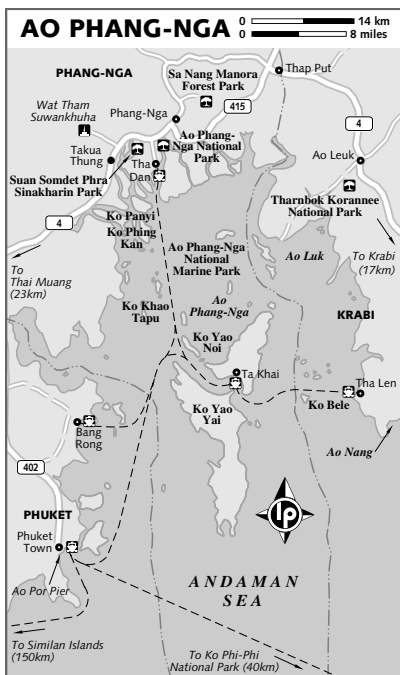 AO PHANG-NGA
0 14 km
0 8 miles
PHANG-NGA
Sa Nang Manora
Forest Park
Thap Put
Wat Tham
Suwankhuha
Phang-Nga
415
4
Takua
Thung
Ao Phang-
Nga National
Park
Ao Leuk
Suan Somdet Phra
Sinakharin Park
Tha
Dan
Tharnbok Korannee
National Park
4
Ko Panyi
Ko Phing
Kan
Ao Phang-Nga
National
Marine Park
Ao Luk
To Krabi
(17km)
To
Thai Muang
(23km)
Ko Khao
Tapu
Ao
Phang-Nga
KRABI
Ko Yao
Noi
Ta Khai
Tha Len
Ko Bele
Ko Yao
Yai
Bang
Rong
Ao Nang
402
PHUKET
Phuket
Town
lp
Ao Por Pier
ANDAMAN
SEA
To Similan Islands
(150km)
To Ko Phi-Phi
National Park (40km)